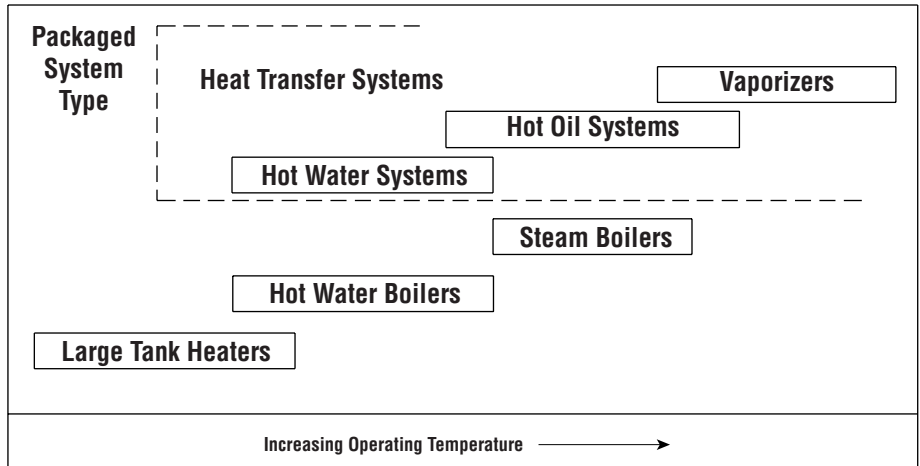 Packaged
System
Type
Heat Transfer Systems
Vaporizers
Hot Oil Systems
Hot Water Systems
Steam Boilers
Hot Water Boilers
Large Tank Heaters
Increasing Operating Temperature